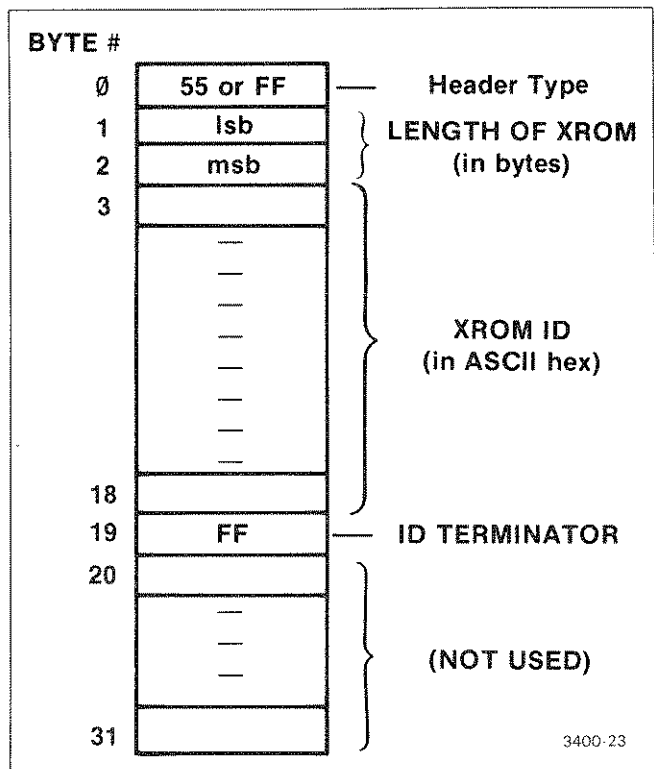 BYTE #
Ø 55 or FF — Header Type
1 lsb
LENGTH OF XROM
2 msb
(in bytes)
3
—
—
—
—
XROM ID
—
(in ASCII hex)
—
—
—
18
19 FF — ID TERMINATOR
20
—
—
(NOT USED)
—
31
3400-23